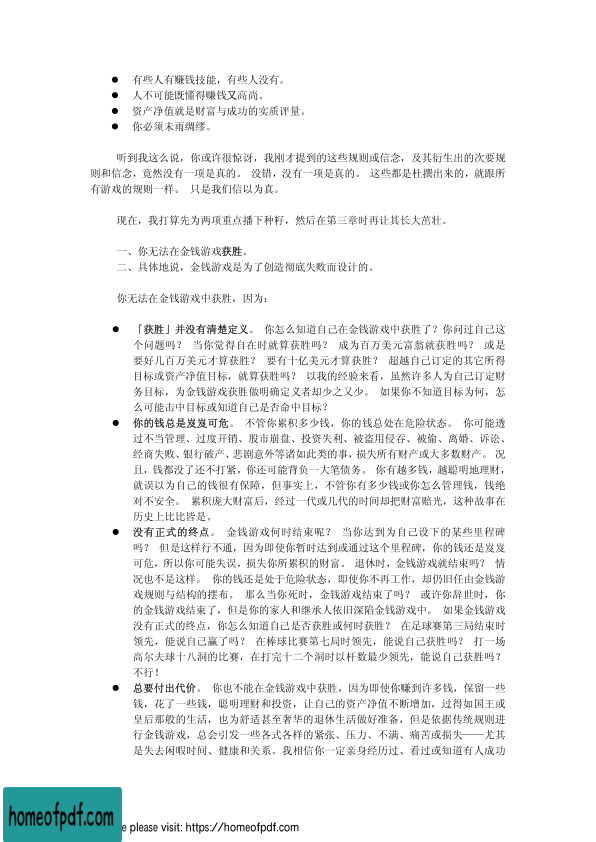 ● 有些人有赚钱技能，有些人没有。
● 人不可能既懂得赚钱又高尚。
● 资产净值就是财富与成功的实质评量。
● 你必须未雨绸缪。
听到我这么说，你或许很惊讶，我刚才提到的这些规则或信念，及其衍生出的次要规
则和信念，竟然没有一项是真的。 没错，没有一项是真的。 这些都是杜撰出来的，就跟所
有游戏的规则一样。 只是我们信以为真。
现在，我打算先为两项重点播下种籽，然后在第三章时再让其长大茁壮。
一、你无法在金钱游戏获胜。
二、具体地说，金钱游戏是为了创造彻底失败而设计的。
你无法在金钱游戏中获胜，因为：
● 「获胜」并没有清楚定义。 你怎么知道自己在金钱游戏中获胜了？你问过自己这
个问题吗？ 当你觉得自在时就算获胜吗？ 成为百万美元富翁就获胜吗？ 或是
要好几百万美元才算获胜？ 要有十亿美元才算获胜？ 超越自己订定的其它所得
目标或资产净值目标，就算获胜吗？ 以我的经验来看，虽然许多人为自己订定财
务目标，为金钱游戏获胜做明确定义者却少之又少。 如果你不知道目标为何，怎
么可能击中目标或知道自己是否命中目标？
● 你的钱总是岌岌可危。 不管你累积多少钱，你的钱总处在危险状态。 你可能透
过不当管理、过度开销、股市崩盘、投资失利、被盗用侵吞、被偷、离婚、诉讼、
经商失败、银行破产、悲剧意外等诸如此类的事，损失所有财产或大多数财产。 况
且，钱都没了还不打紧，你还可能背负一大笔债务。 你有越多钱，越聪明地理财，
就误以为自己的钱很有保障，但事实上，不管你有多少钱或你怎么管理钱，钱绝
对不安全。 累积庞大财富后，经过一代或几代的时间却把财富赔光，这种故事在
历史上比比皆是。
● 没有正式的终点。 金钱游戏何时结束呢？ 当你达到为自己设下的某些里程碑
吗？ 但是这样行不通，因为即使你暂时达到或通过这个里程碑，你的钱还是岌岌
可危，所以你可能失误，损失你所累积的财富。 退休时，金钱游戏就结束吗？ 情
况也不是这样。 你的钱还是处于危险状态，即使你不再工作，却仍旧任由金钱游
戏规则与结构的摆布。 那么当你死时，金钱游戏结束了吗？ 或许你辞世时，你
的金钱游戏结束了，但是你的家人和继承人依旧深陷金钱游戏中。 如果金钱游戏
没有正式的终点，你怎么知道自己是否获胜或何时获胜？ 在足球赛第三局结束时
领先，能说自己赢了吗？ 在棒球比赛第七局时领先，能说自己获胜吗？ 打一场
高尔夫球十八洞的比赛，在打完十二个洞时以杆数最少领先，能说自己获胜吗？
不行！
● 总要付出代价。 你也不能在金钱游戏中获胜，因为即使你赚到许多钱，保留一些
钱，花了一些钱，聪明理财和投资，让自己的资产净值不断增加，过得如国王或
皇后那般的生活，也为舒适甚至奢华的退休生活做好准备，但是依据传统规则进
行金钱游戏，总会引发一些各式各样的紧张、压力、不满、痛苦或损失——尤其
是失去闲暇时间、健康和关系。我相信你一定亲身经历过、看过或知道有人成功
homeofpdf.com
e please visit: https://homeofpdf.com